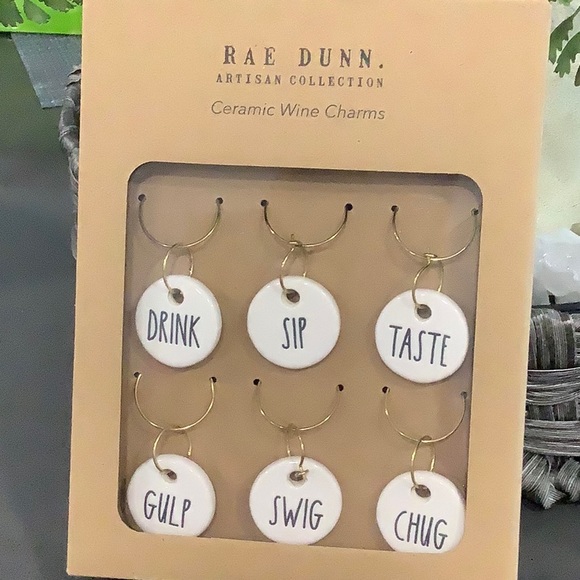 RAE DUNN.
ARTISAN COLLECTION
Ceramic Wine Charms
DRINK
SIP
TASTE
GULP
SWIG
CHUG